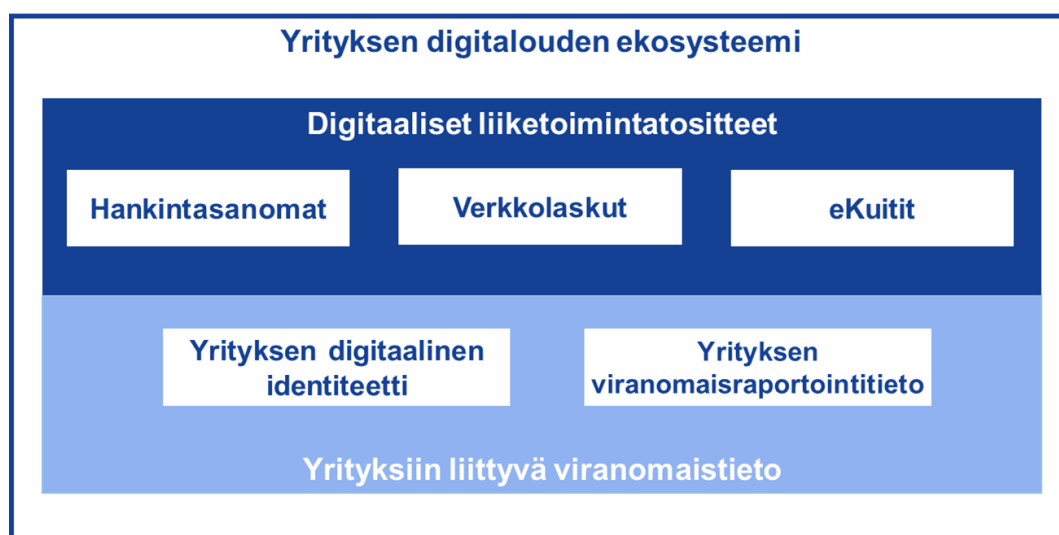 Yrityksen digitalouden ekosysteemi
Digitaaliset liiketoimintatositteet
Hankintasanomat
Verkkolaskut
eKuitit
Yrityksen digitaalinen
identiteetti
Yrityksen
viranomaisraportointitieto
Yrityksiin liittyvä viranomaistieto